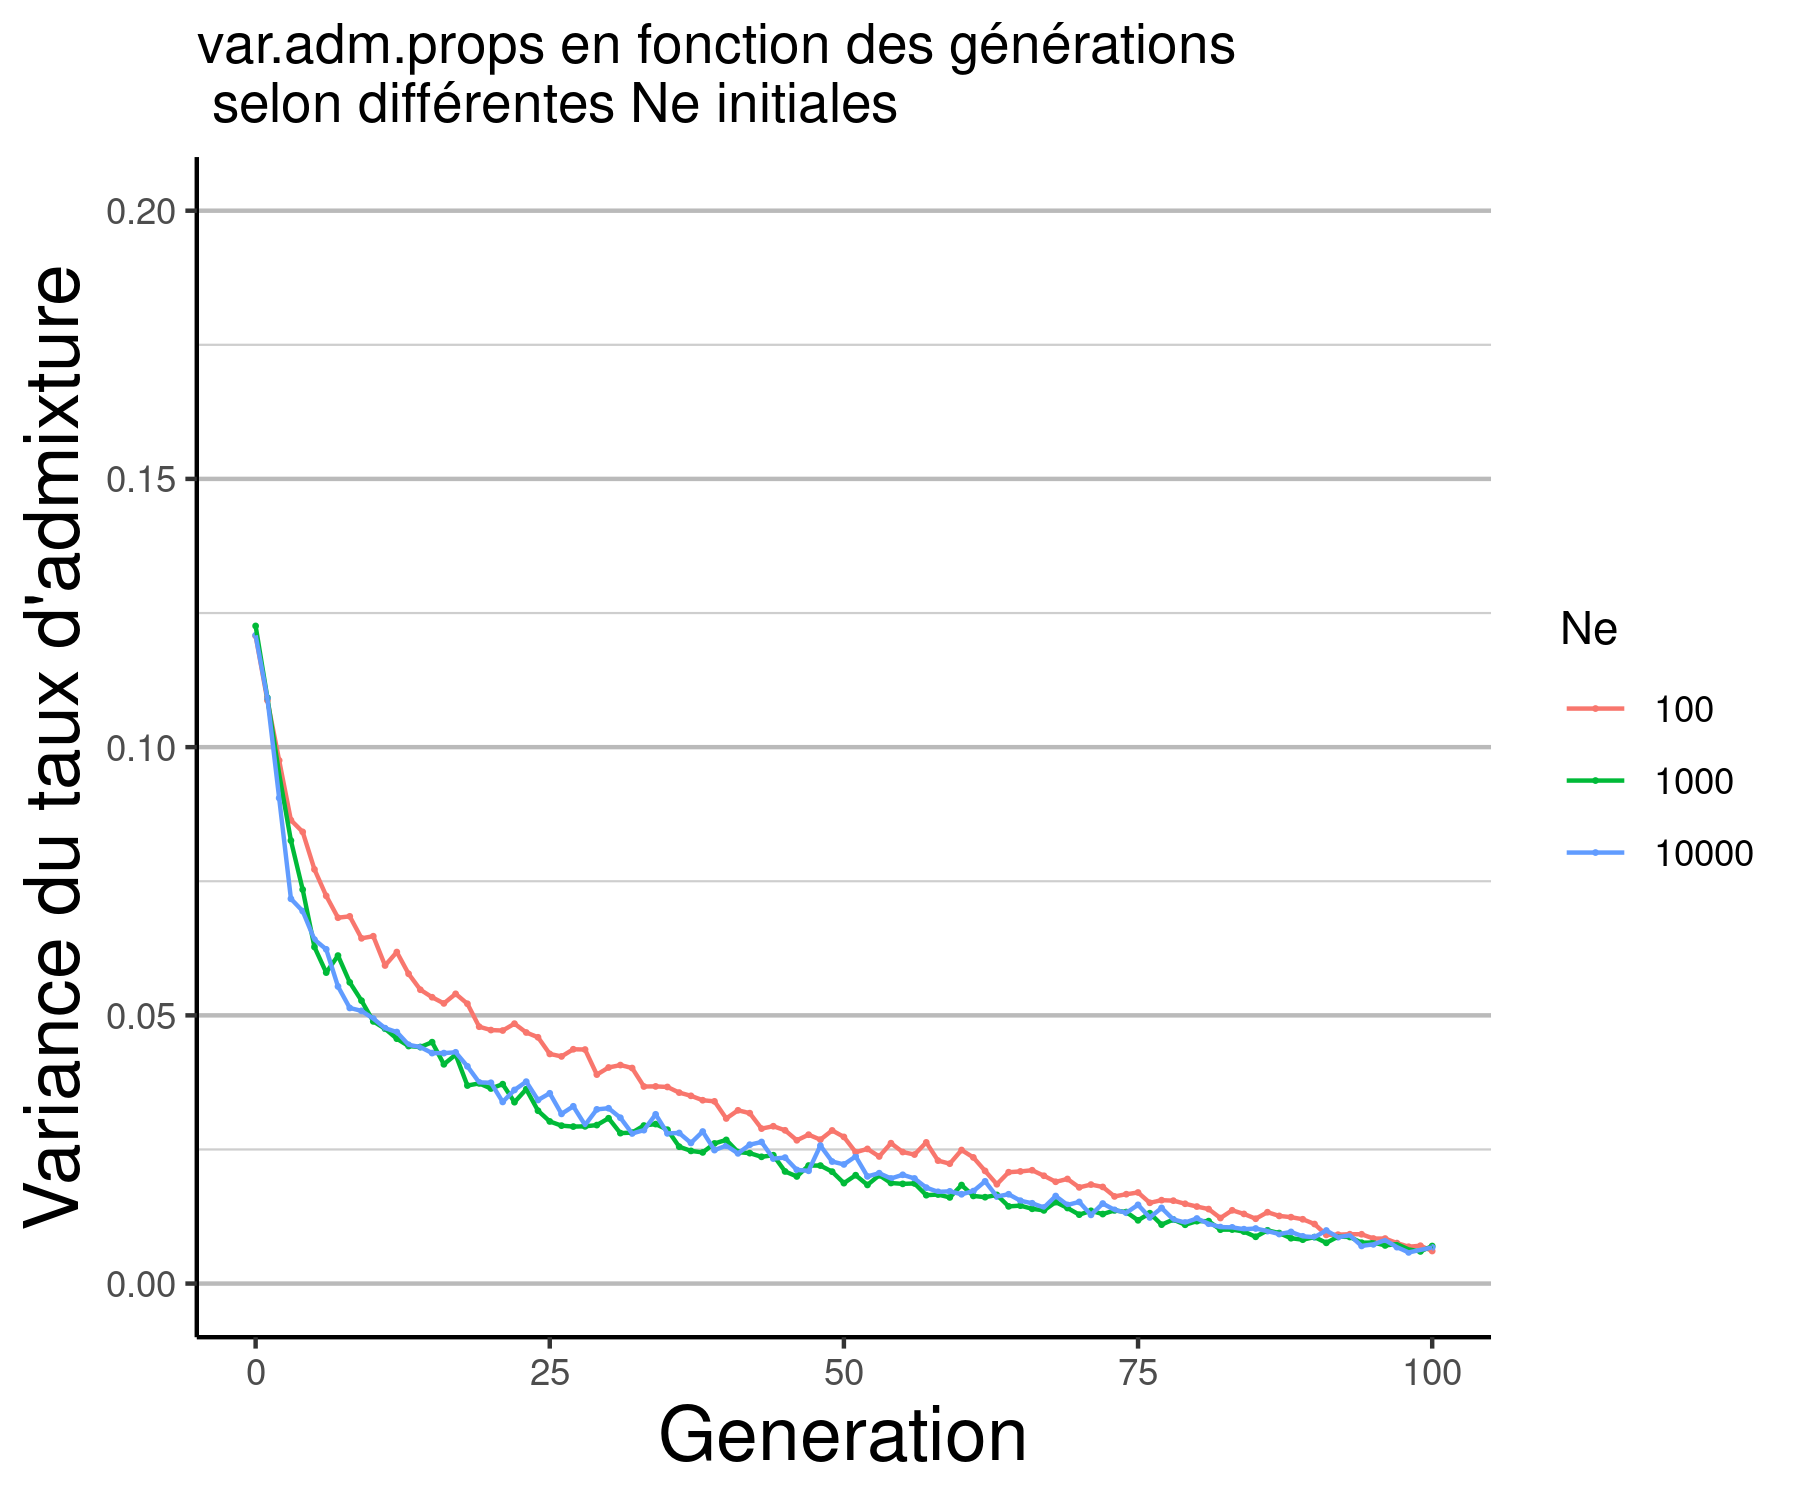 var.adm.props en fonction des générations
selon différentes Ne initiales
Variance du taux d'admixture
0.20
0.15
0.10
0.05
0.00
0
25
50
75
100
Generation
Ne
100
1000
10000